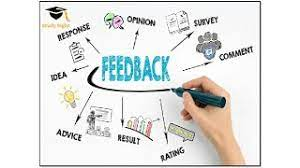 OPINION
SURVEY
RESPONSE
COMMENT
IDEA
FEEDBACK
ADVICE
RESULT
RATING